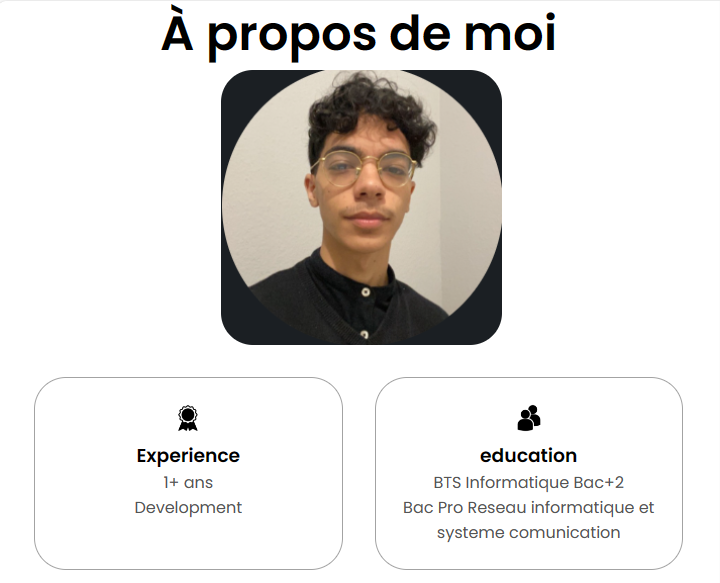 À propos de moi
Experience
1+ ans
Development
education
BTS Informatique Bac+2
Bac Pro Reseau informatique et
systeme comunication